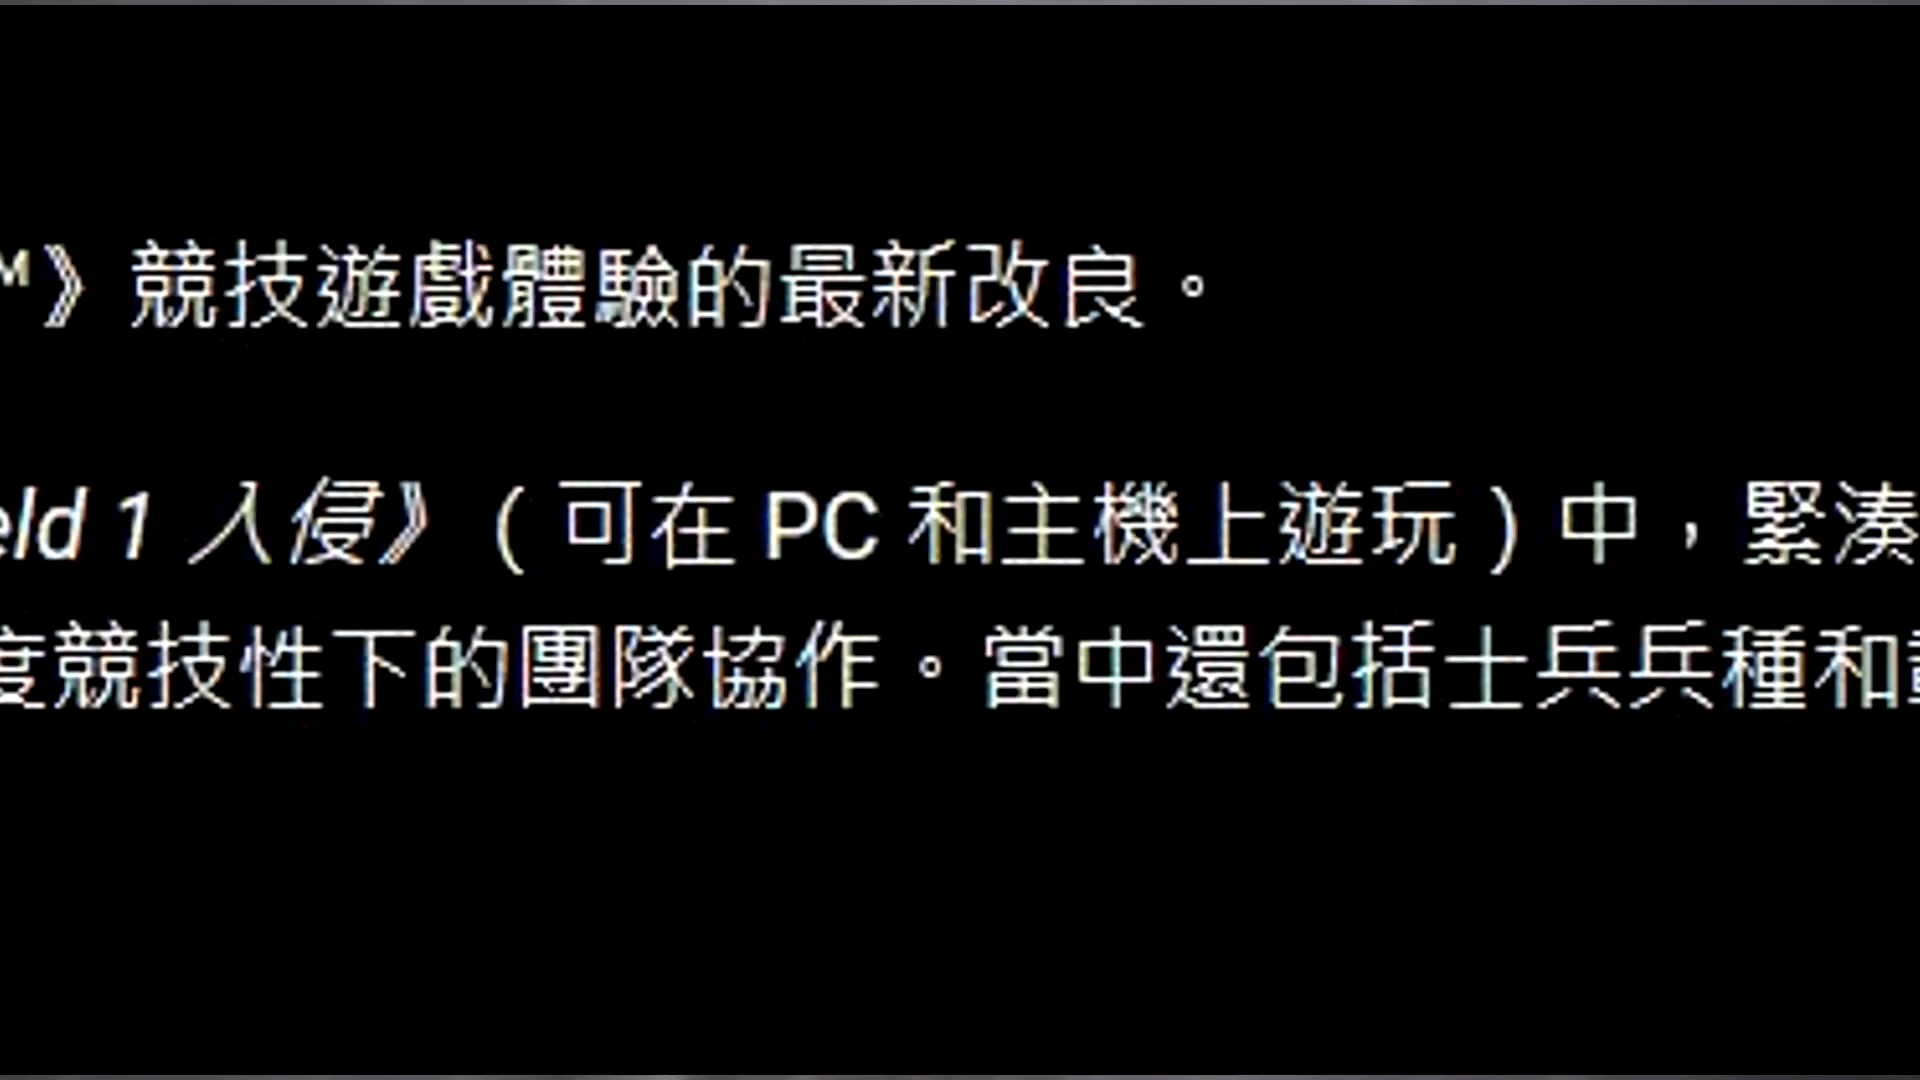 》競技遊戲體驗的最新改良。
eld 1 入侵》( 可在 PC 和主機上遊玩 ) 中，緊湊
度競技性下的團隊協作。當中還包括士兵兵種和